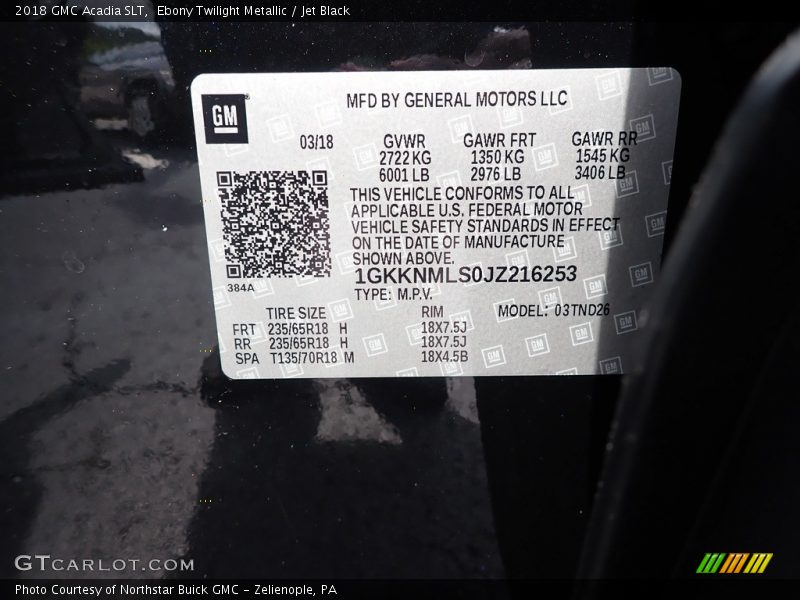 2018 GMC Acadia SLT, Ebony Twilight Metallic / Jet Black
GM
MFD BY GENERAL MOTORS LLC
03/18 GVWR GAWR FRT GAWR RR
2722 KG 1350 KG 1545 KG
6001 LB 2976 LB 3406 LB
THIS VEHICLE CONFORMS TO ALL
APPLICABLE U.S. FEDERAL MOTOR
VEHICLE SAFETY STANDARDS IN EFFECT
ON THE DATE OF MANUFACTURE
SHOWN ABOVE.
384A
1GKKNMLS0JZ216253
TYPE: M.P.V.
TIRE SIZE RIM MODEL: 03TND26
FRT 235/65R18 H 18X7.5J
RR 235/65R18 H 18X7.5J
SPA T135/70R18 M 18X4.5B
GTCARLOT.COM
Photo Courtesy of Northstar Buick GMC - Zelienople, PA